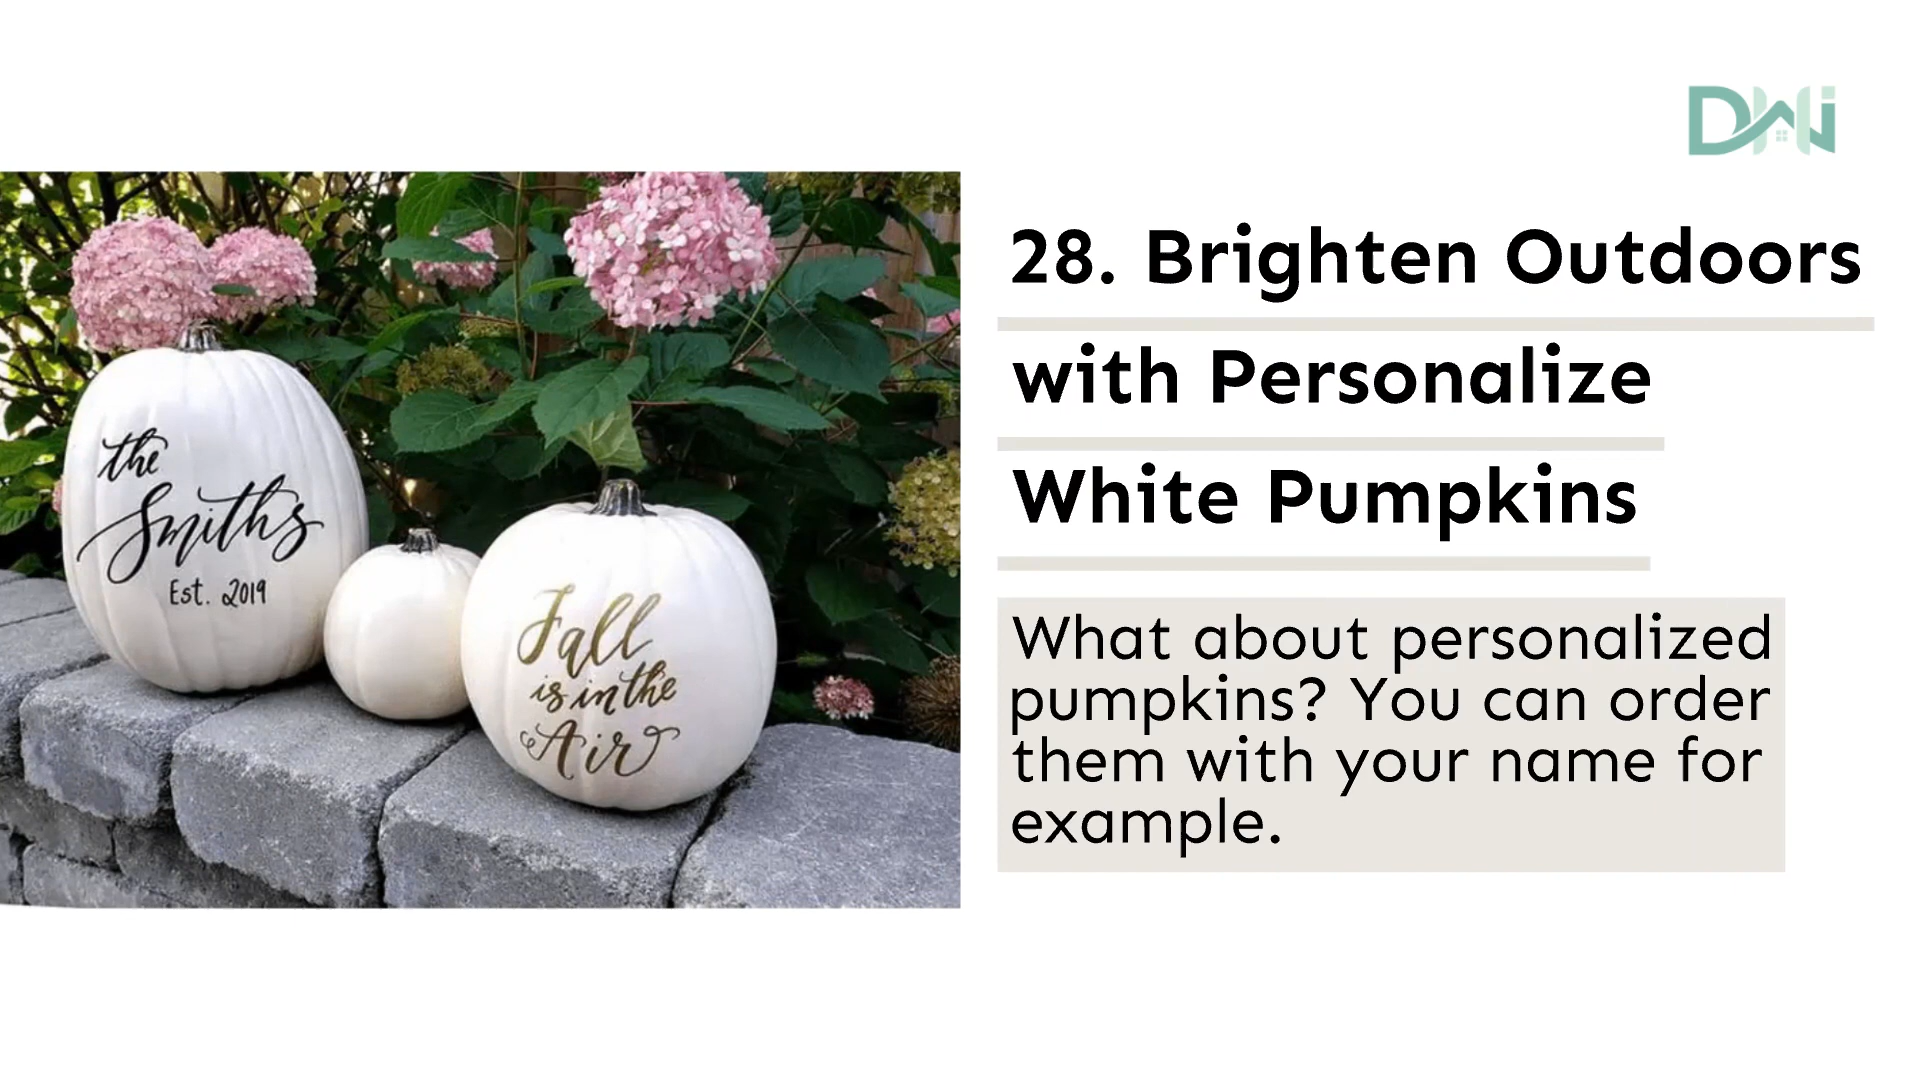 DHI
28. Brighten Outdoors
with Personalize
White Pumpkins
What about personalized
pumpkins? You can order
them with your name for
example.
the
Smiths
Est. 2019
Fall
is in the
Air